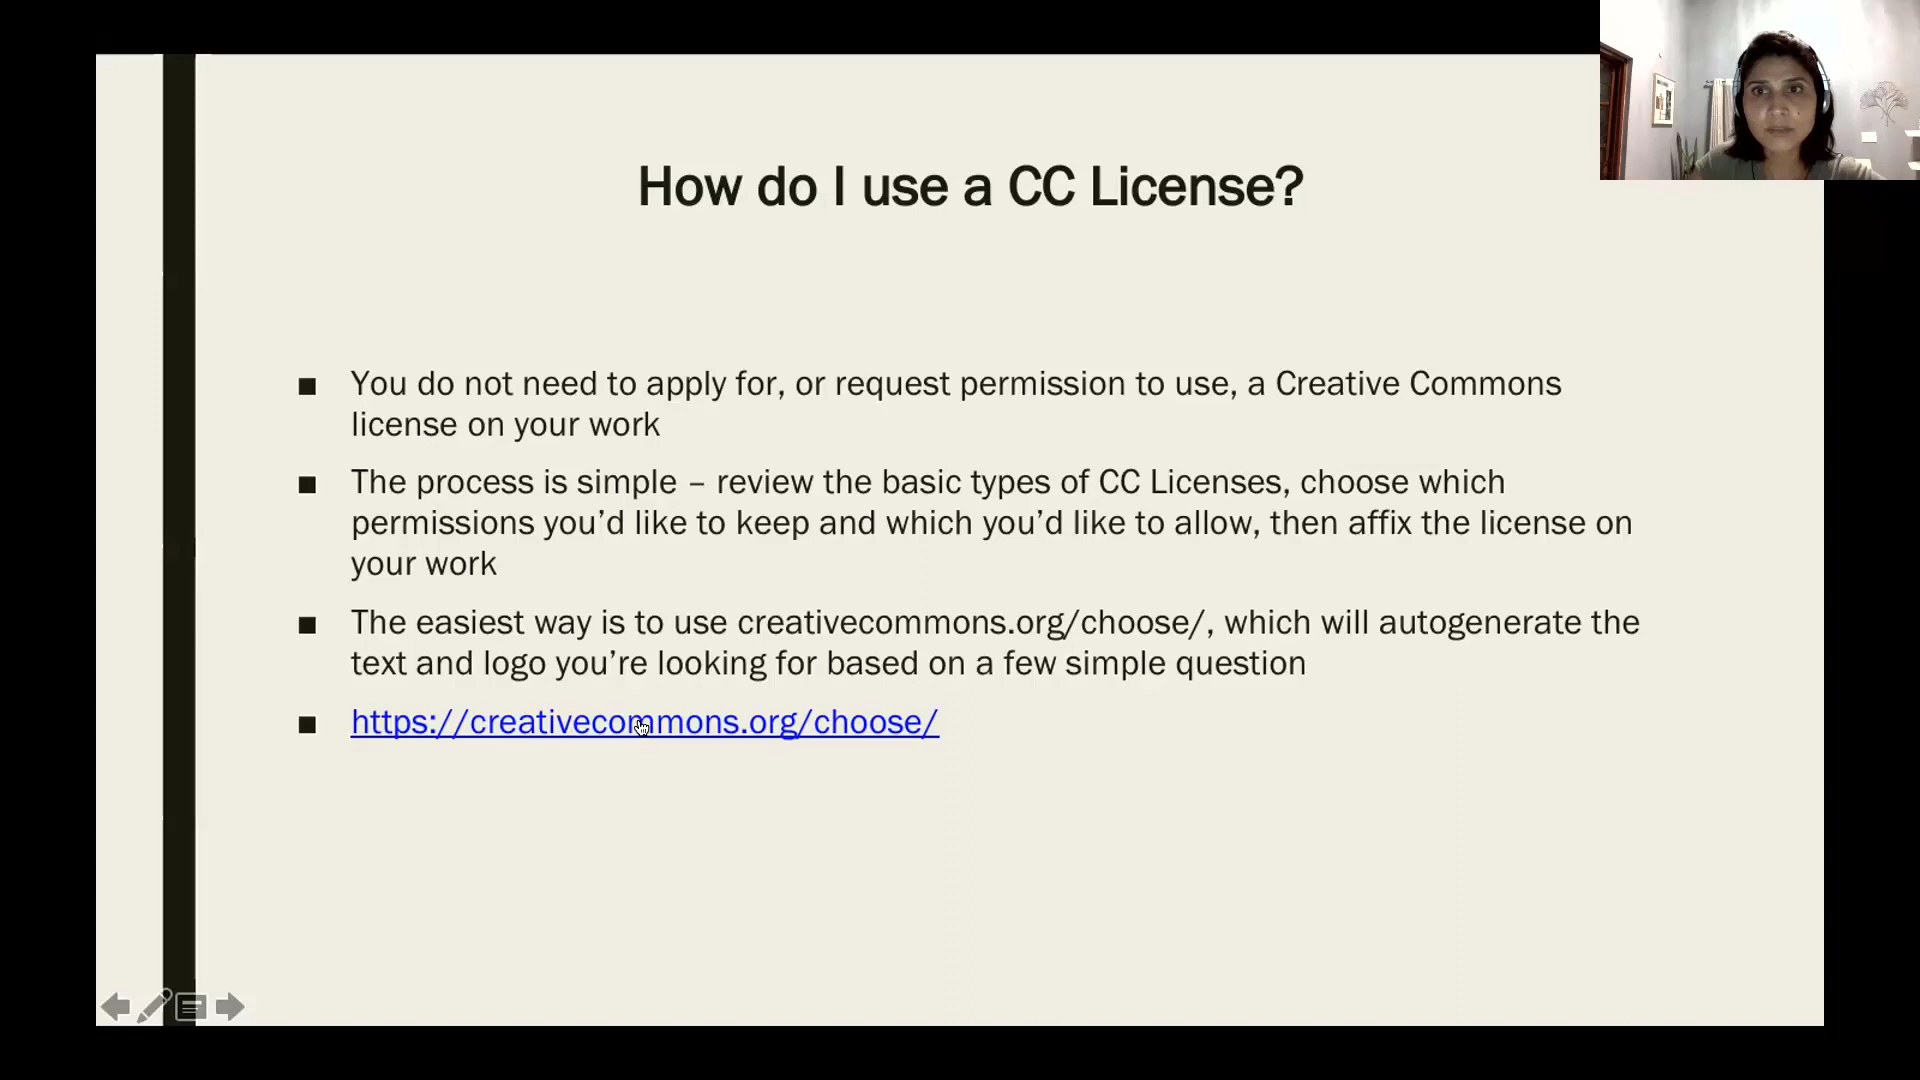 How do I use a CC License?
■ You do not need to apply for, or request permission to use, a Creative Commons
license on your work
■ The process is simple – review the basic types of CC Licenses, choose which
permissions you’d like to keep and which you’d like to allow, then affix the license on
your work
■ The easiest way is to use creativecommons.org/choose/, which will autogenerate the
text and logo you’re looking for based on a few simple question
■ https://creativecommons.org/choose/